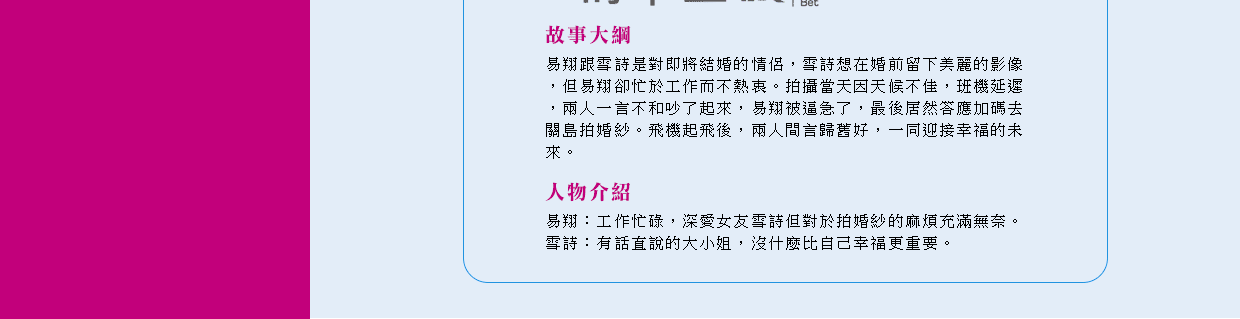 Bet
故事大綱
易翔跟雪詩是對即將結婚的情侶，雪詩想在婚前留下美麗的影像
，但易翔卻忙於工作而不熱衷。拍攝當天因天候不佳，班機延遲
，兩人一言不和吵了起來，易翔被逼急了，最後居然答應加碼去
關島拍婚紗。飛機起飛後，兩人間言歸舊好，一同迎接幸福的未
來。
人物介紹
易翔：工作忙碌，深愛女友雪詩但對於拍婚紗的麻煩充滿無奈。
雪詩：有話直說的大小姐，沒什麼比自己幸福更重要。